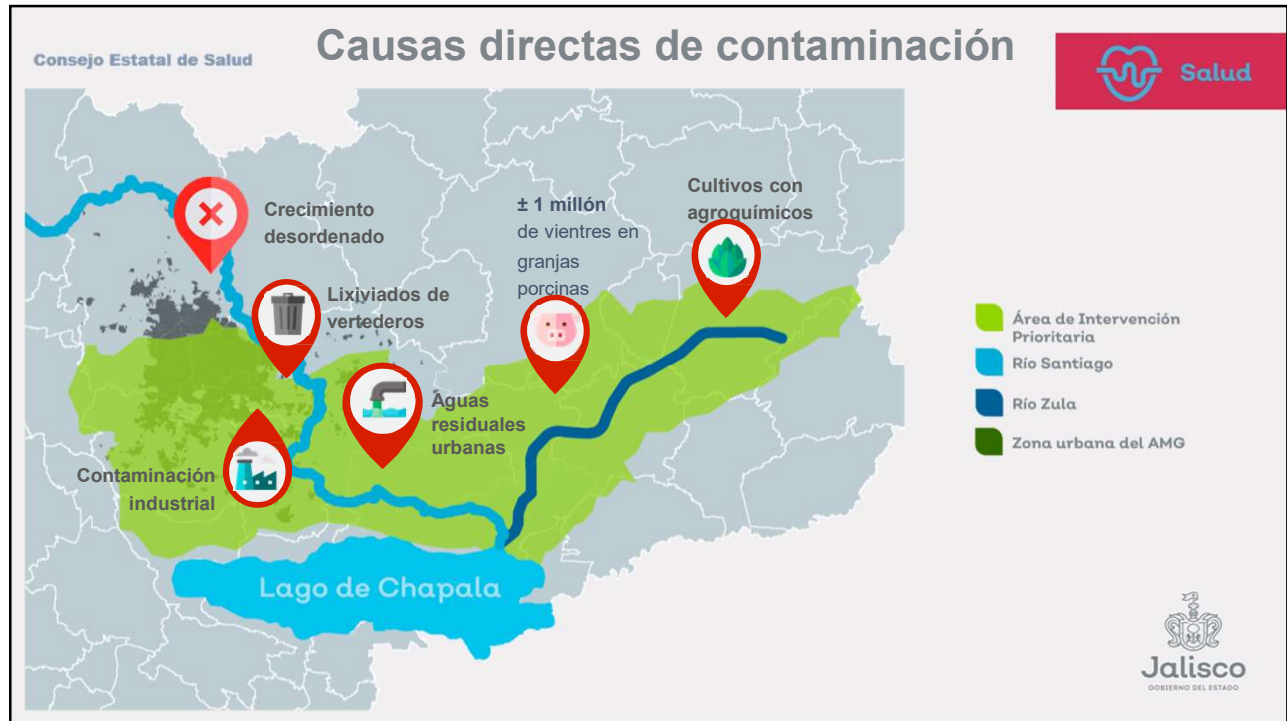 Causas directas de contaminación
Consejo Estatal de Salud
Salud
Crecimiento
desordenado
Lixiviados de
vertederos
Águas
residuales
urbanas
Contaminación
industrial
± 1 millón
de vientres en
granjas
porcinas
Cultivos con
agroquímicos
Lago de Chapala
Área de Intervención
Prioritaria
Río Santiago
Río Zula
Zona urbana del AMG
Jalisco
GOBIERNO DEL ESTADO